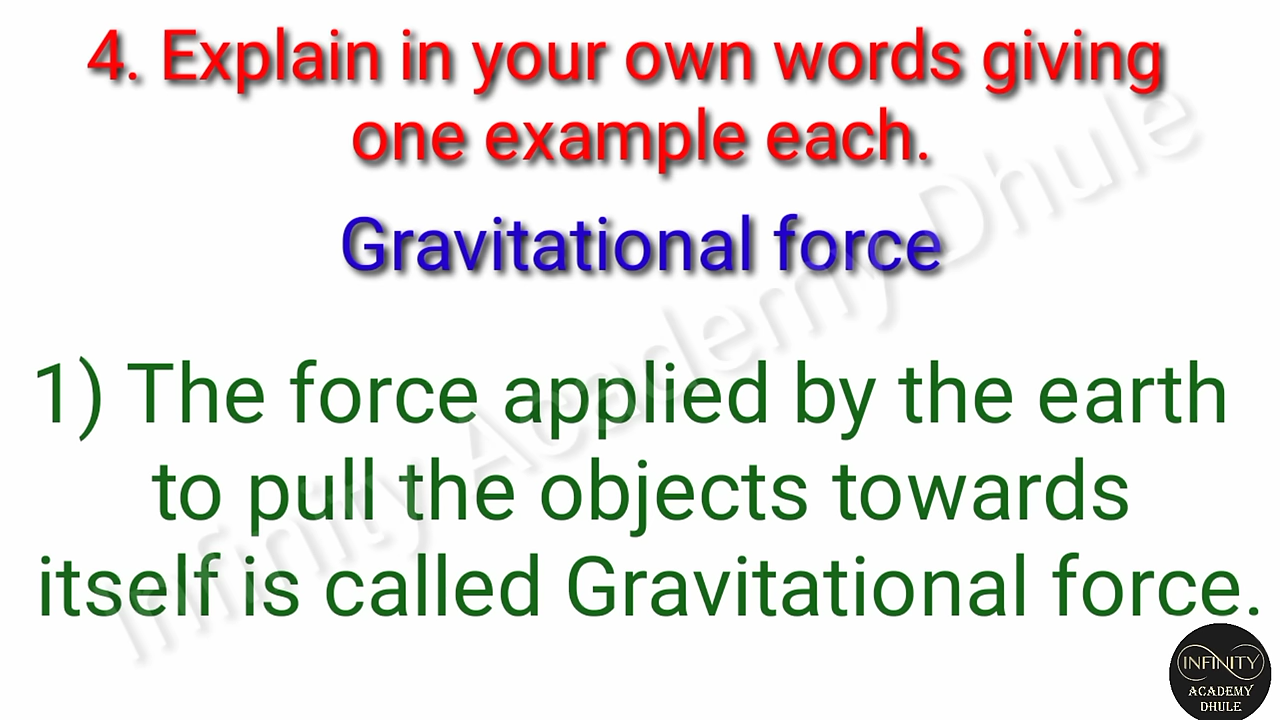 4. Explain in your own words giving
one example each.
Gravitational force
1) The force applied by the earth
to pull the objects towards
itself is called Gravitational force.
Infinity Academy Dhule
INFINITY
ACADEMY
DHULE